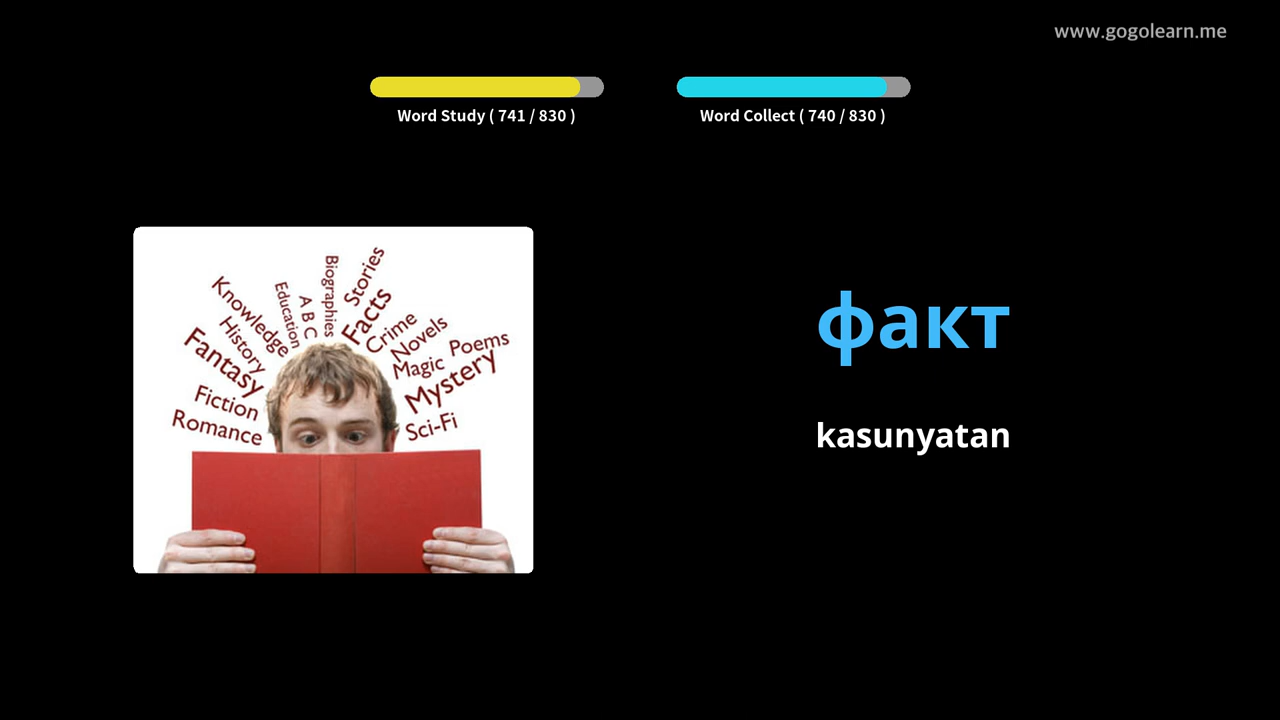 www.gogolearn.me
Word Study ( 741 / 830 )
Word Collect ( 740 / 830 )
Knowledge
Education
A B C
Biographies
Stories
Facts
Crime
Novels
Poems
History
Fantasy
Magic
Mystery
Fiction
Romance
Sci-Fi
факт
kasunyatan